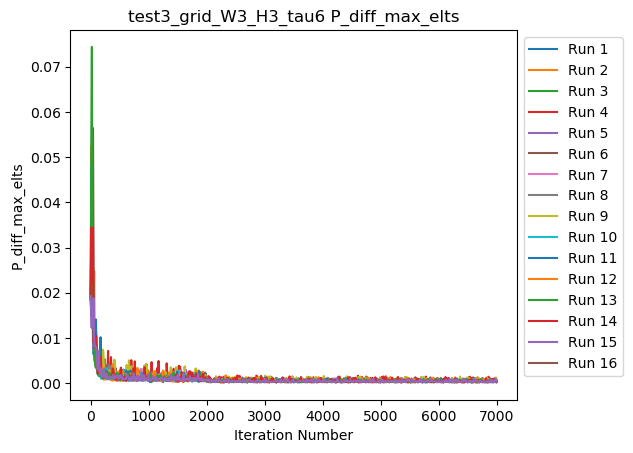 test3_grid_W3_H3_tau6 P_diff_max_elts
P_diff_max_elts
0.07
0.06
0.05
0.04
0.03
0.02
0.01
0.00
0
1000
2000
3000
4000
5000
6000
7000
Iteration Number
Run 1
Run 2
Run 3
Run 4
Run 5
Run 6
Run 7
Run 8
Run 9
Run 10
Run 11
Run 12
Run 13
Run 14
Run 15
Run 16